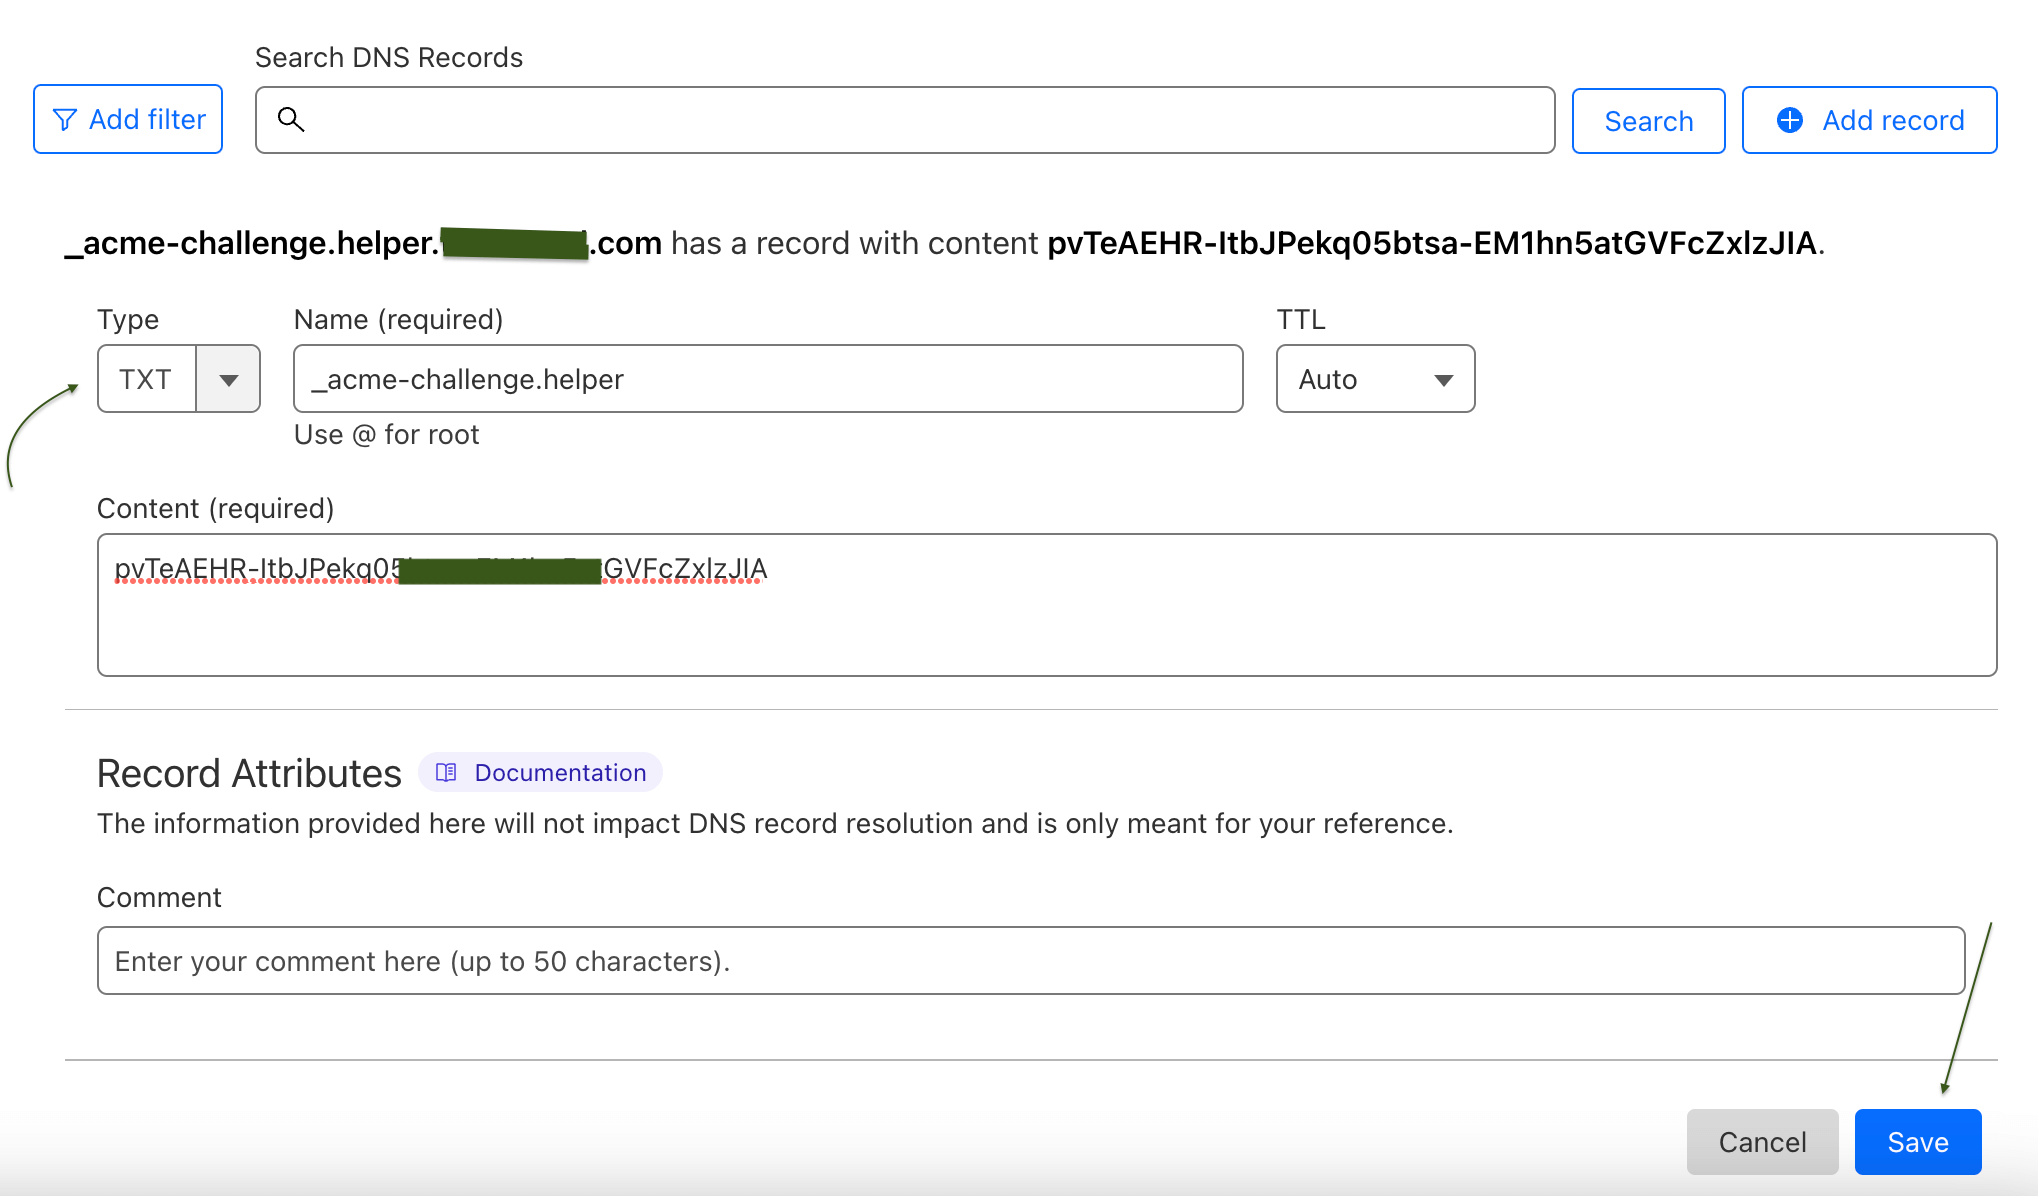 Search DNS Records
Add filter
Search
Add record
_acme-challenge.helper. .com has a record with content pvTeAEHR-ItbJPekq05btsa-EM1hn5atGVFcZxlzJIA.
Type
Name (required)
TTL
TXT
_acme-challenge.helper
Auto
Use @ for root
Content (required)
pvTeAEHR-ItbJPekq05 GVFcZxlzJIA
Record Attributes
Documentation
The information provided here will not impact DNS record resolution and is only meant for your reference.
Comment
Enter your comment here (up to 50 characters).
Cancel
Save